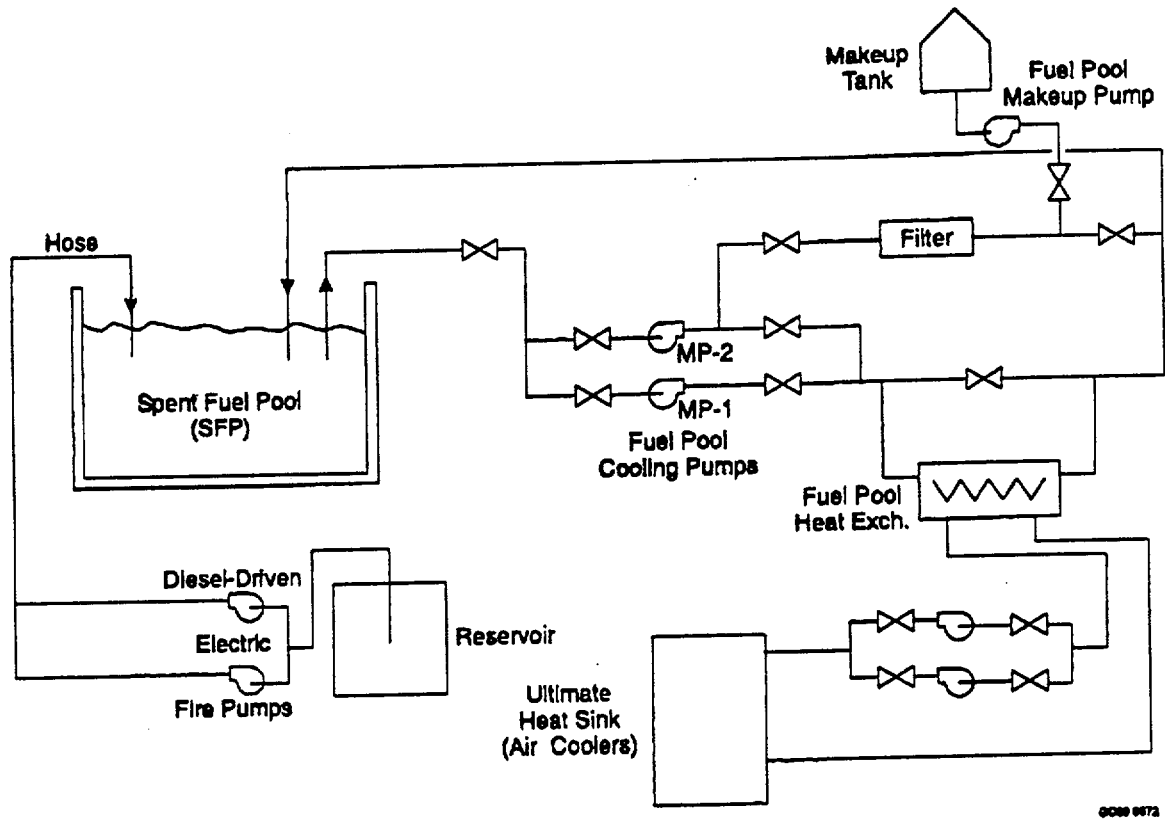 Makeup
Tank
Fuel Pool
Makeup Pump
Hose
Filter
MP-2
MP-1
Spent Fuel Pool
(SFP)
Fuel Pool
Cooling Pumps
Fuel Pool
Heat Exch.
Diesel-Driven
Electric
Fire Pumps
Reservoir
Ultimate
Heat Sink
(Air Coolers)